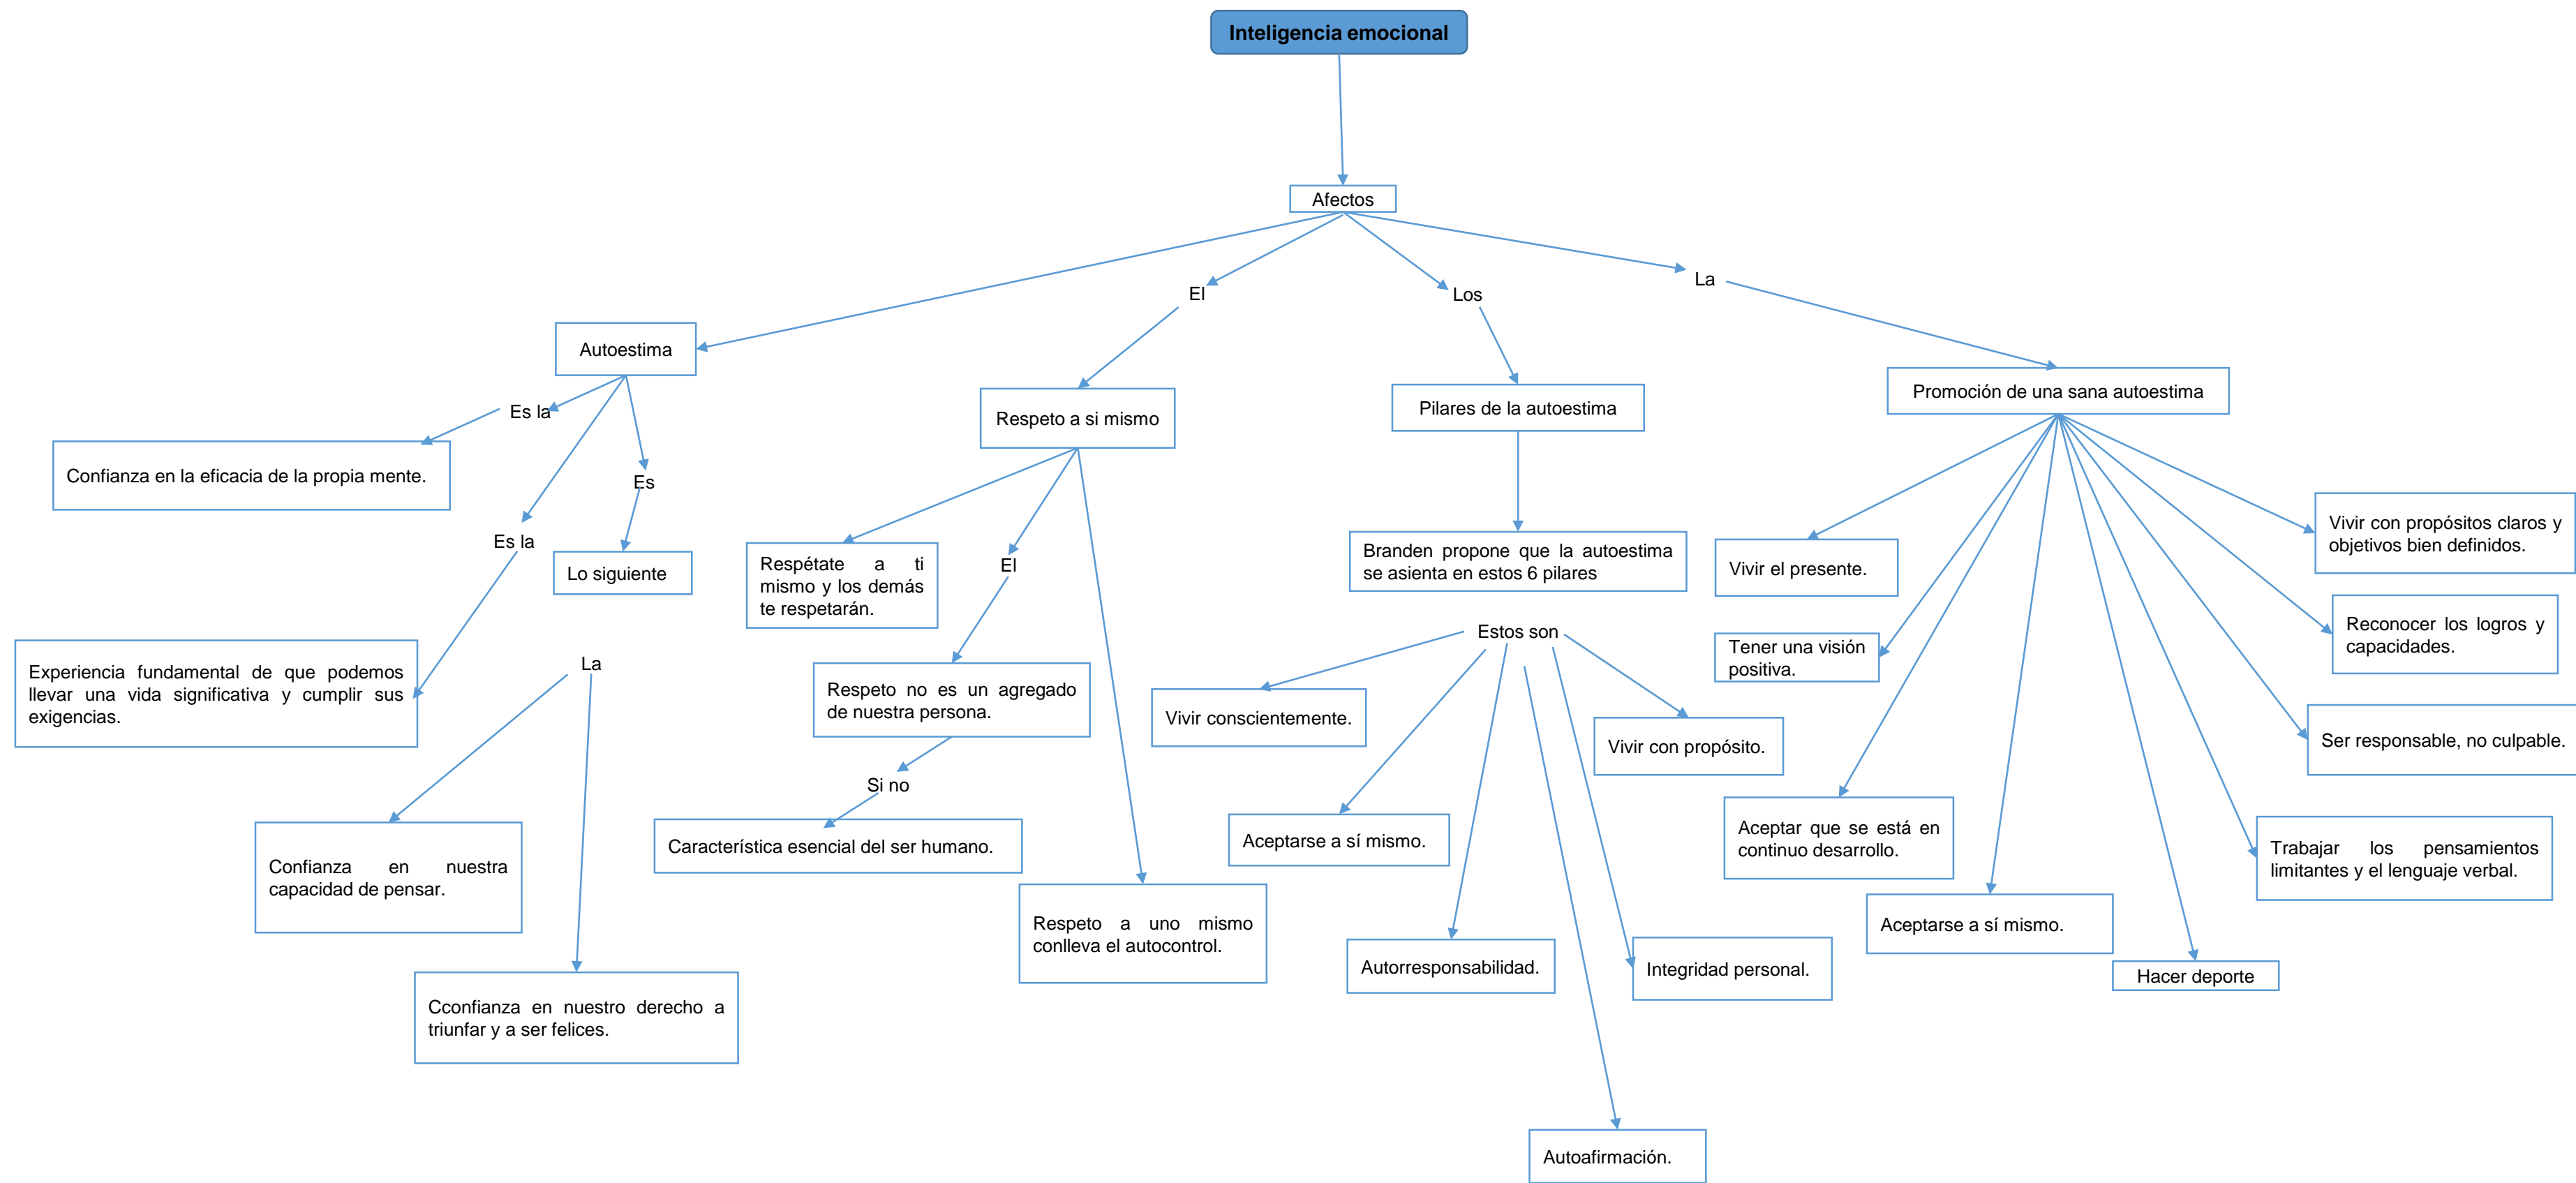 Inteligencia emocional
Afectos
El
Los
La
Autoestima
Respeto a si mismo
Pilares de la autoestima
Promoción de una sana autoestima
Es la
Confianza en la eficacia de la propia mente.
Es
Es la
Lo siguiente
Experiencia fundamental de que podemos
llevar una vida significativa y cumplir sus
exigencias.
La
Confianza en nuestra
capacidad de pensar.
Cconfianza en nuestro derecho a
triunfar y a ser felices.
Respétate a ti
mismo y los demás
te respetarán.
El
Respeto no es un agregado
de nuestra persona.
Si no
Característica esencial del ser humano.
Respeto a uno mismo
conlleva el autocontrol.
Branden propone que la autoestima
se asienta en estos 6 pilares
Estos son
Vivir conscientemente.
Vivir con propósito.
Aceptarse a sí mismo.
Autorresponsabilidad.
Integridad personal.
Autoafirmación.
Vivir el presente.
Vivir con propósitos claros y
objetivos bien definidos.
Tener una visión
positiva.
Reconocer los logros y
capacidades.
Ser responsable, no culpable.
Aceptar que se está en
continuo desarrollo.
Trabajar los pensamientos
limitantes y el lenguaje verbal.
Aceptarse a sí mismo.
Hacer deporte